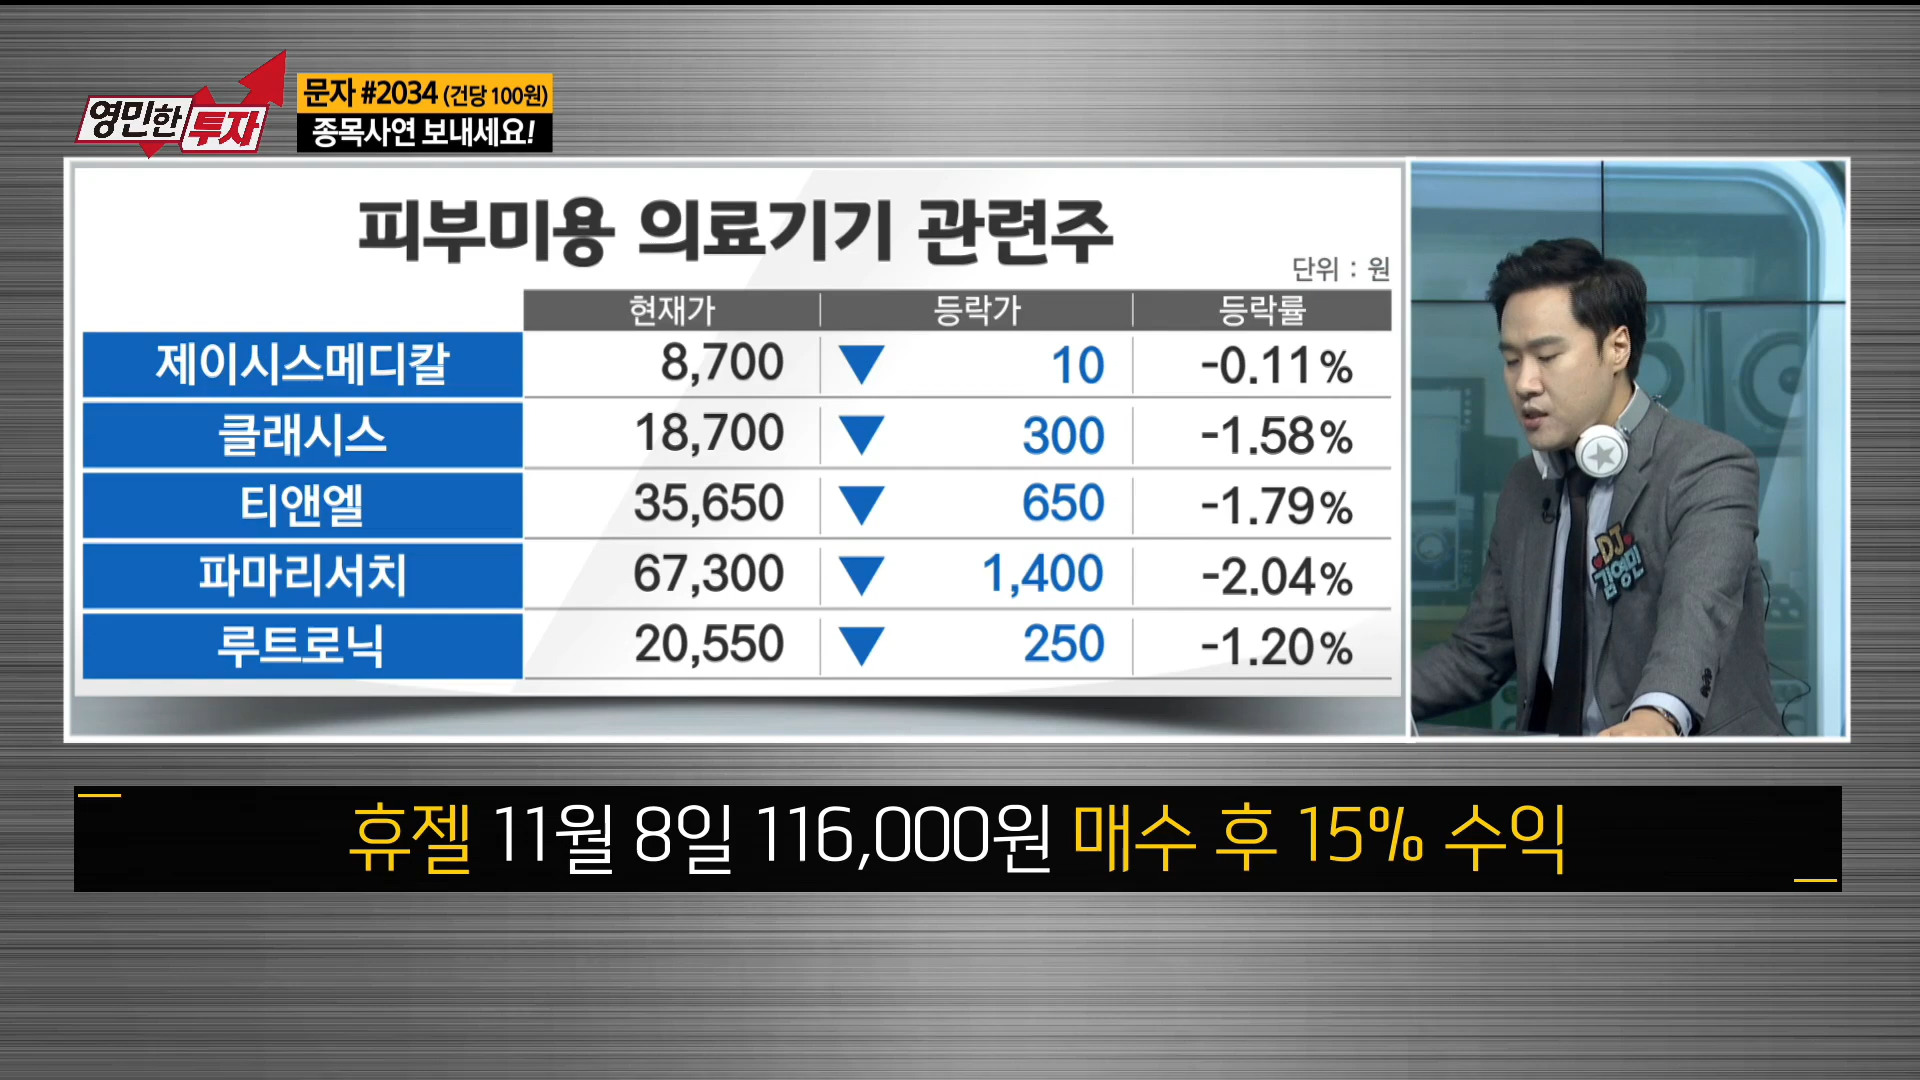 영민한 투자
문자 #2034 (건당 100원)
종목사연 보내세요!
피부미용 의료기기 관련주
단위 : 원
현재가 등락가 등락률
제이시스메디칼 8,700 ▼ 10 -0.11%
클래시스 18,700 ▼ 300 -1.58%
티앤엘 35,650 ▼ 650 -1.79%
파마리서치 67,300 ▼ 1,400 -2.04%
루트로닉 20,550 ▼ 250 -1.20%
DJ
김영민
휴젤 11월 8일 116,000원 매수 후 15% 수익